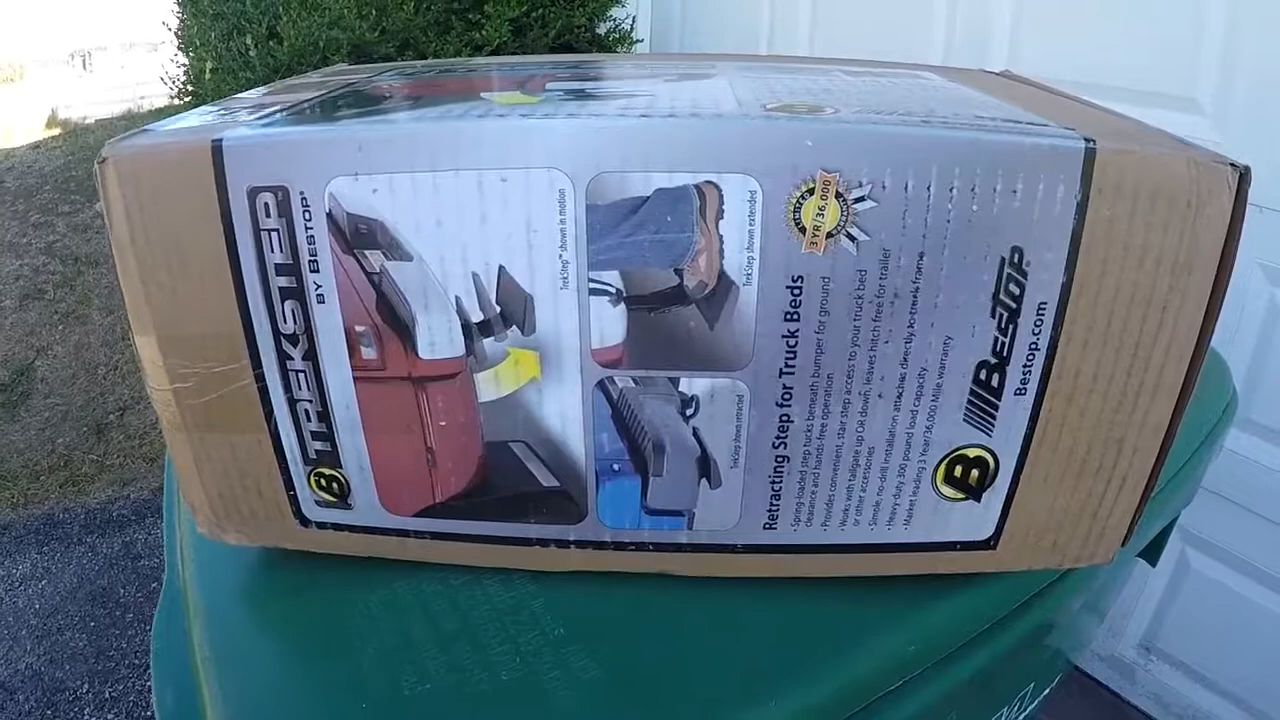 TREKSTEP
BY BESTOP®
TrekStep™ shown in motion
TrekStep shown extended
TrekStep shown retracted
LIMITED
3 YR/36,000
Retracting Step for Truck Beds
• Spring-loaded step tucks beneath bumper for ground
clearance and hands-free operation
• Provides convenient, stair step access to your truck bed
• Works with tailgate up OR down, leaves hitch free for trailer
or other accessories
• Simple, no-drill installation attaches directly to truck frame
• Heavy-duty 300 pound load capacity
• Market leading 3 Year/36,000 Mile warranty
B
BESTOP®
Bestop.com